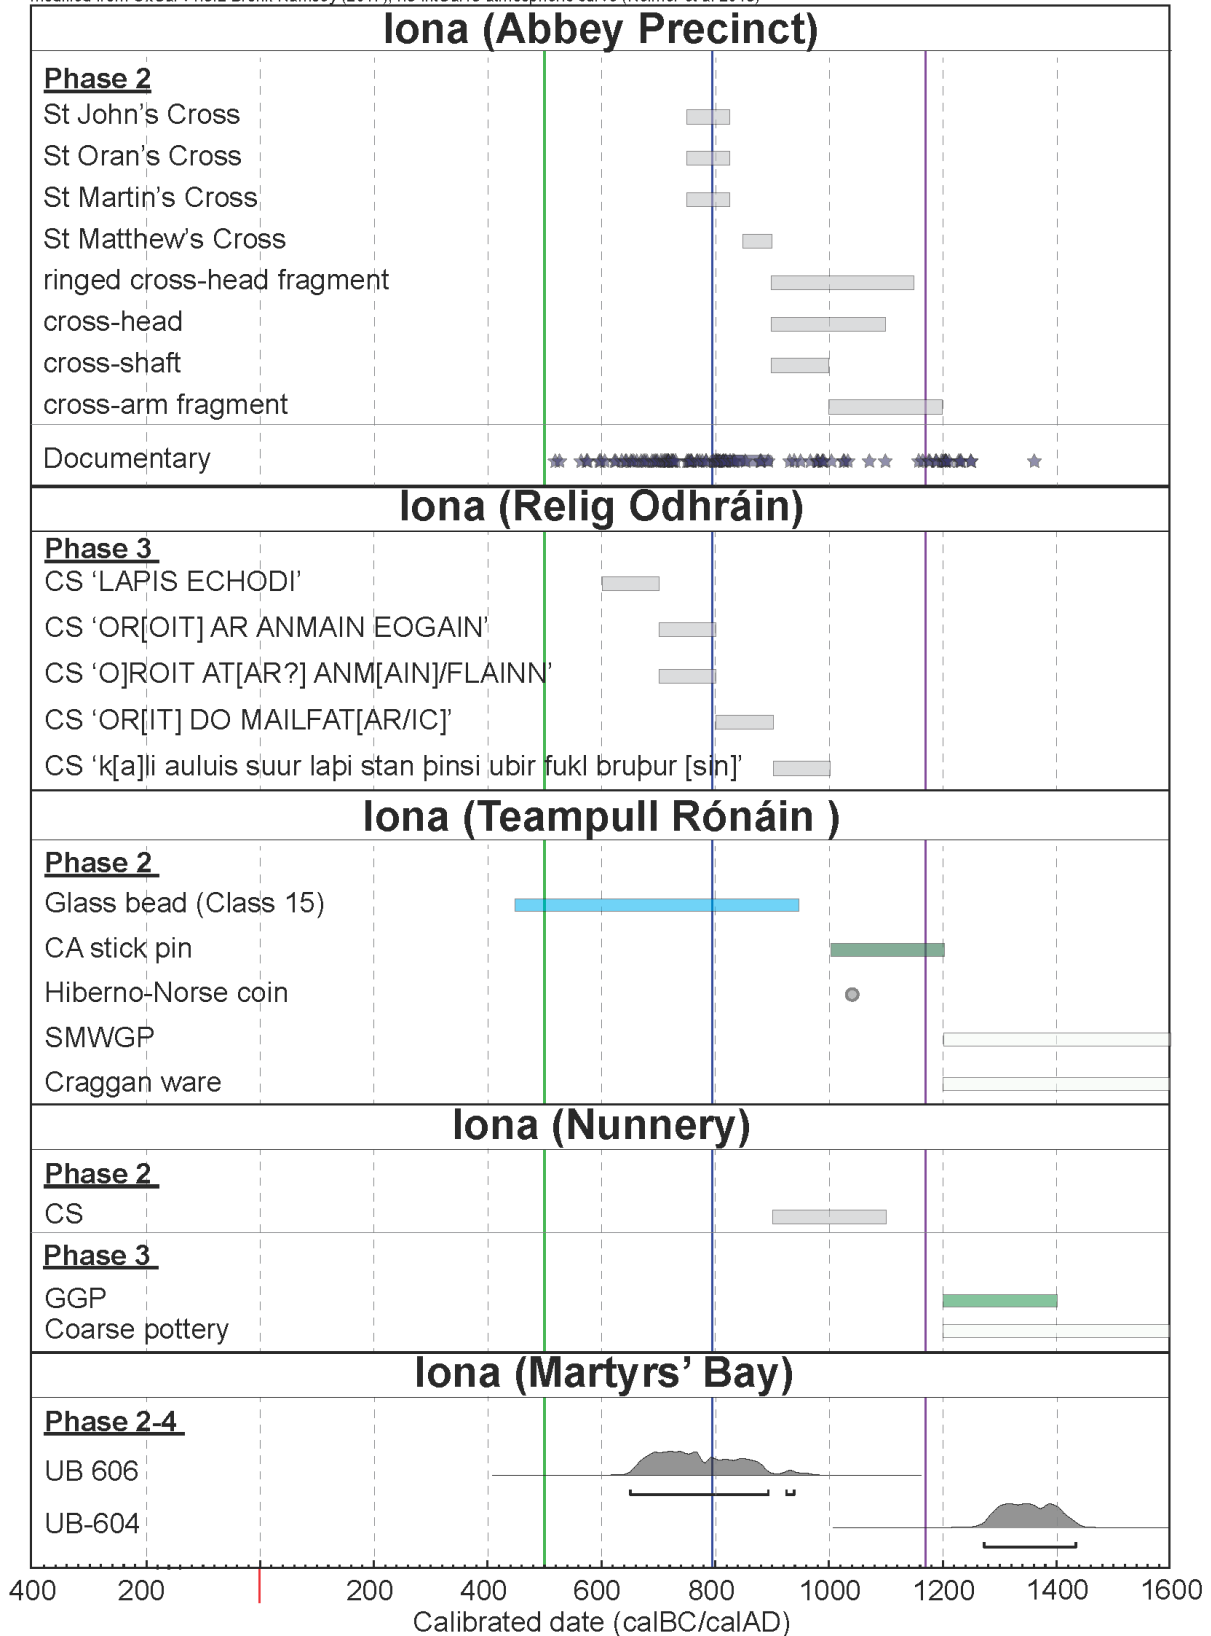 Iona (Abbey Precinct)
Phase 2
St John's Cross
St Oran's Cross
St Martin's Cross
St Matthew's Cross
ringed cross-head fragment
cross-head
cross-shaft
cross-arm fragment
Documentary
Iona (Relig Odhráin)
Phase 3
CS ‘LAPIS ECHODI’
CS ‘OR[OIT] AR ANMAIN EOGAIN’
CS ‘O]ROIT AT[AR?] ANM[AIN]/FLAINN’
CS ‘OR[IT] DO MAILFAT[AR/IC]’
CS ‘k[a]li auluis suur laþi stan þinsi ubir fukl bruþur [sin]’
Iona (Teampull Rónáin )
Phase 2
Glass bead (Class 15)
CA stick pin
Hiberno-Norse coin
SMWGP
Craggan ware
Iona (Nunnery)
Phase 2
CS
Phase 3
GGP
Coarse pottery
Iona (Martyrs’ Bay)
Phase 2-4
UB 606
UB-604
400 200 200 400 600 800 1000 1200 1400 1600
Calibrated date (calBC/calAD)